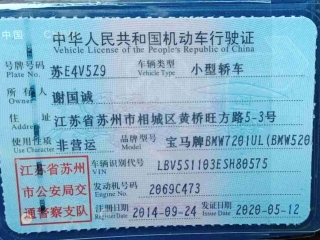 中华人民共和国机动车行驶证
Vehicle License of the People's Republic of China
号牌号码 苏E4V5Z9 车辆类型 小型轿车
Plate No. Vehicle Type
所有人 谢国诚
Owner
住址 江苏省苏州市相城区黄桥旺方路5-3号
Address
使用性质 非营运 品牌型号 宝马牌BMW7201UL(BMW520
Use Character Model
江苏省苏州市公安局交通警察支队
车辆识别代号 LBV5S1103ESH80575
VIN
发动机号码 2069C473
Engine No.
注册日期 2014-09-24 发证日期 2020-05-12
Register Date Issue Date